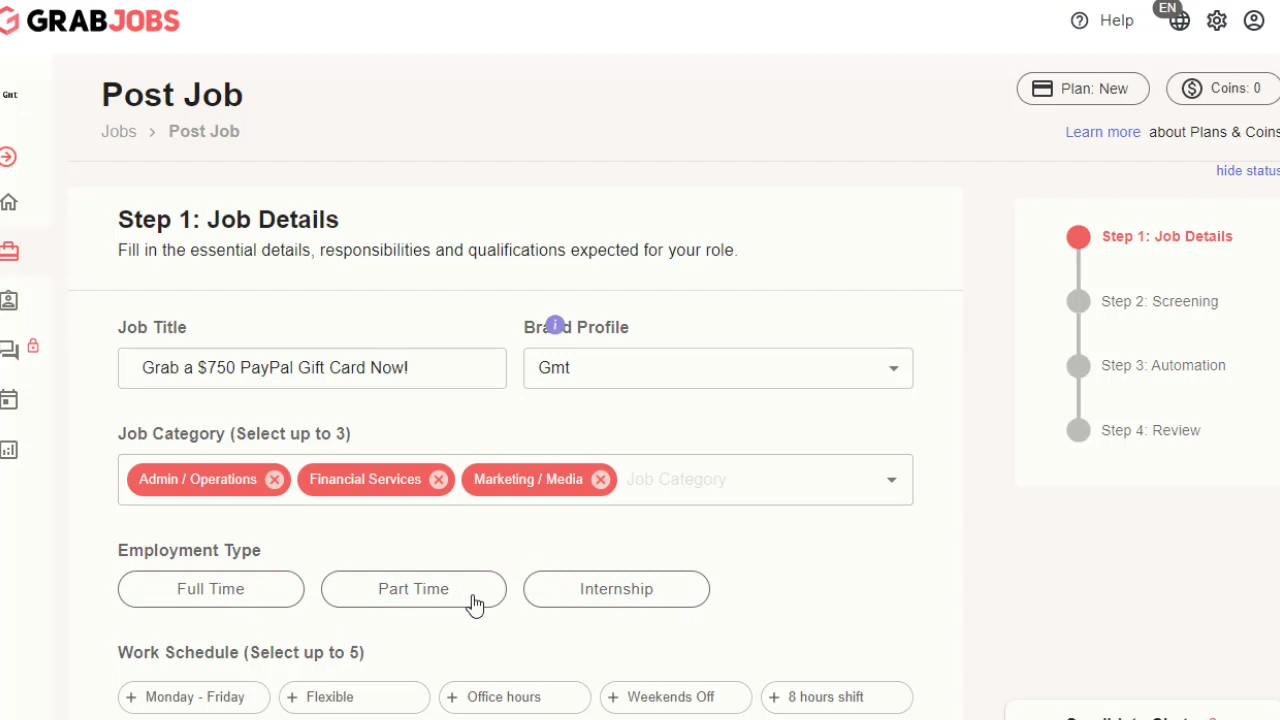 GRABJOBS
Help
EN
Gmt
Post Job
Plan: New
Coins: 0
Jobs > Post Job
Learn more about Plans & Coins
hide status
Step 1: Job Details
Fill in the essential details, responsibilities and qualifications expected for your role.
Step 1: Job Details
Step 2: Screening
Step 3: Automation
Step 4: Review
Job Title
Brand Profile
Grab a $750 PayPal Gift Card Now!
Gmt
Job Category (Select up to 3)
Admin / Operations
Financial Services
Marketing / Media
Job Category
Employment Type
Full Time
Part Time
Internship
Work Schedule (Select up to 5)
+ Monday - Friday
+ Flexible
+ Office hours
+ Weekends Off
+ 8 hours shift